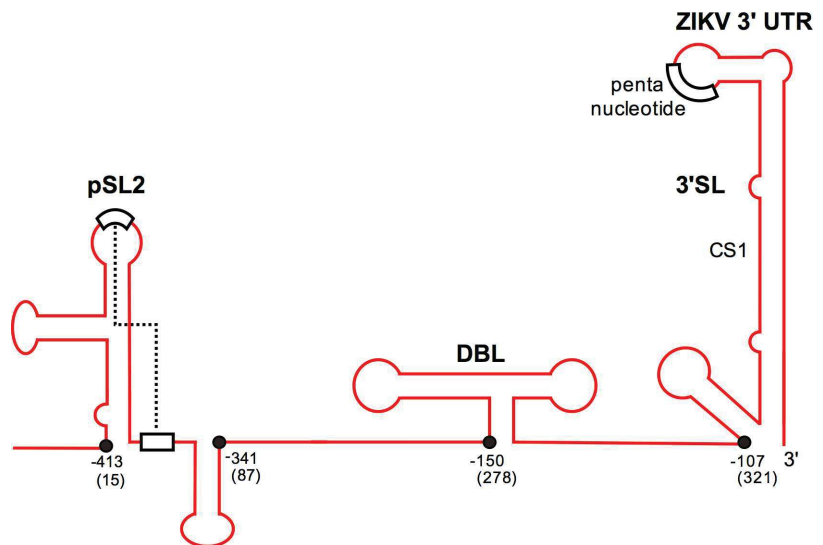 ZIKV 3' UTR
penta
nucleotide
pSL2
3'SL
CS1
DBL
-413
(15)
-341
(87)
-150
(278)
-107
(321)
3'